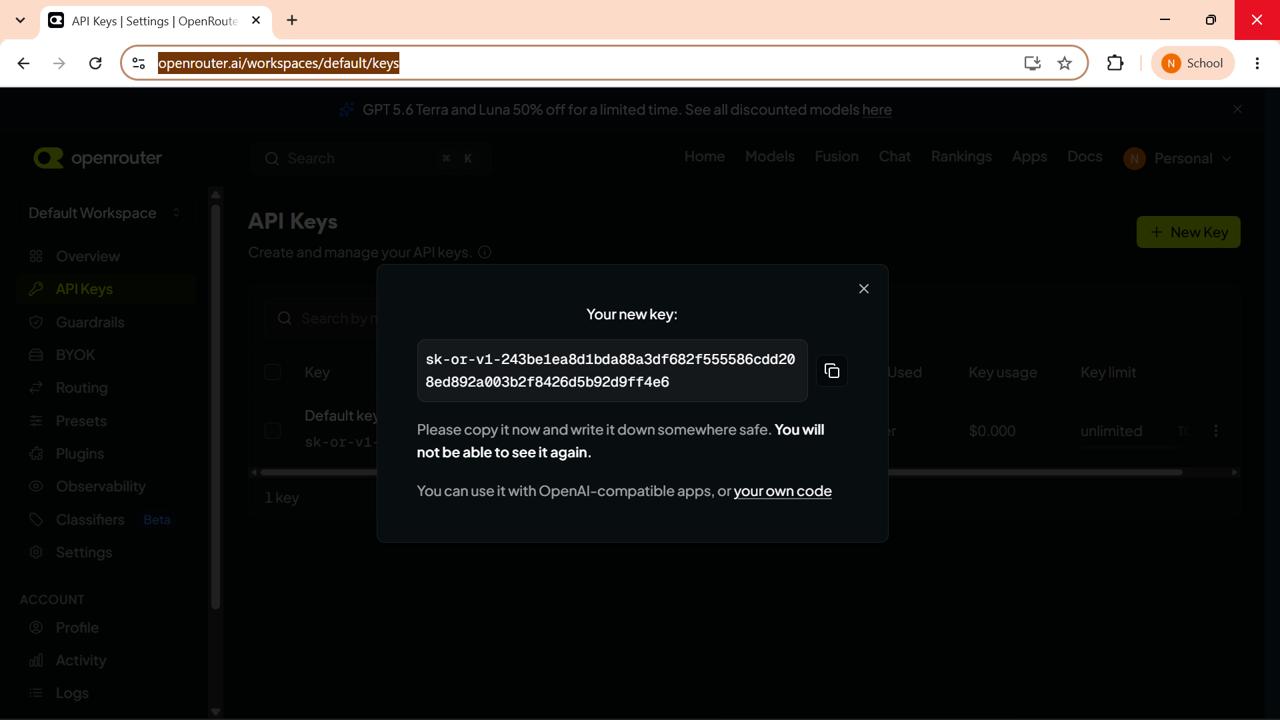 API Keys | Settings | OpenRoute
openrouter.ai/workspaces/default/keys
N School
GPT 5.6 Terra and Luna 50% off for a limited time. See all discounted models here
openrouter
Search
⌘ K
Home Models Fusion Chat Rankings Apps Docs
N Personal
Default Workspace
Overview
API Keys
Guardrails
BYOK
Routing
Presets
Plugins
Observability
Classifiers Beta
Settings
ACCOUNT
Profile
Activity
Logs
API Keys
Create and manage your API keys.
+ New Key
Search by n
Key
Used
Key usage
Key limit
Default key
sk-or-v1-
er
$0.000
unlimited
1 key
Your new key:
sk-or-v1-243be1ea8d1bda88a3df682f555586cdd20
8ed892a003b2f8426d5b92d9ff4e6
Please copy it now and write it down somewhere safe. You will
not be able to see it again.
You can use it with OpenAI-compatible apps, or your own code